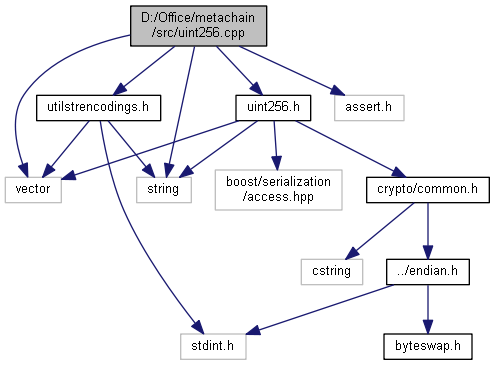 D:/Office/metachain
/src/uint256.cpp
utilstrencodings.h
uint256.h
assert.h
vector
string
boost/serialization
/access.hpp
crypto/common.h
cstring
../endian.h
stdint.h
byteswap.h